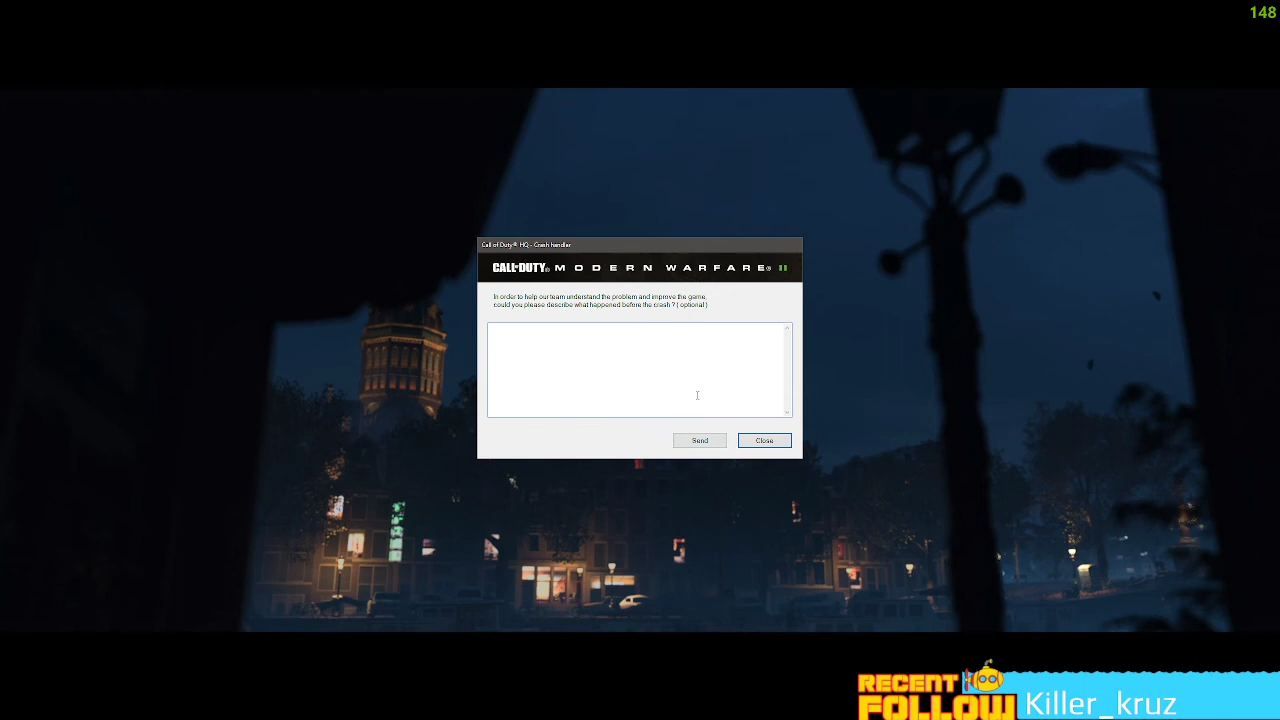 148
Call of Duty® HQ - Crash handler
CALL OF DUTY® MODERN WARFARE® II
In order to help our team understand the problem and improve the game,
could you please describe what happened before the crash ? ( optional )
Send Close
RECENT
FOLLOW
Killer_kruz